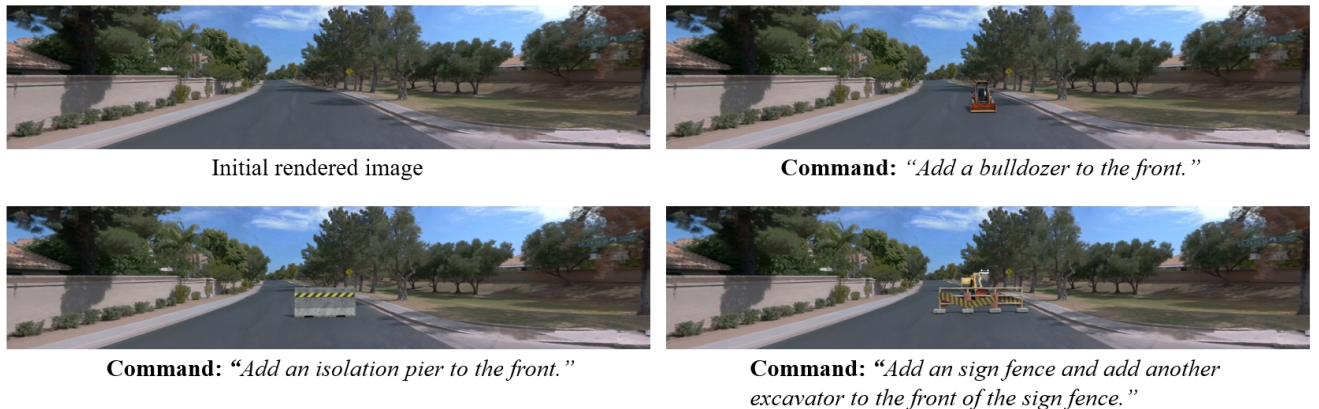 Initial rendered image
Command: “Add a bulldozer to the front.”
Command: “Add an isolation pier to the front.”
Command: “Add an sign fence and add another
excavator to the front of the sign fence.”